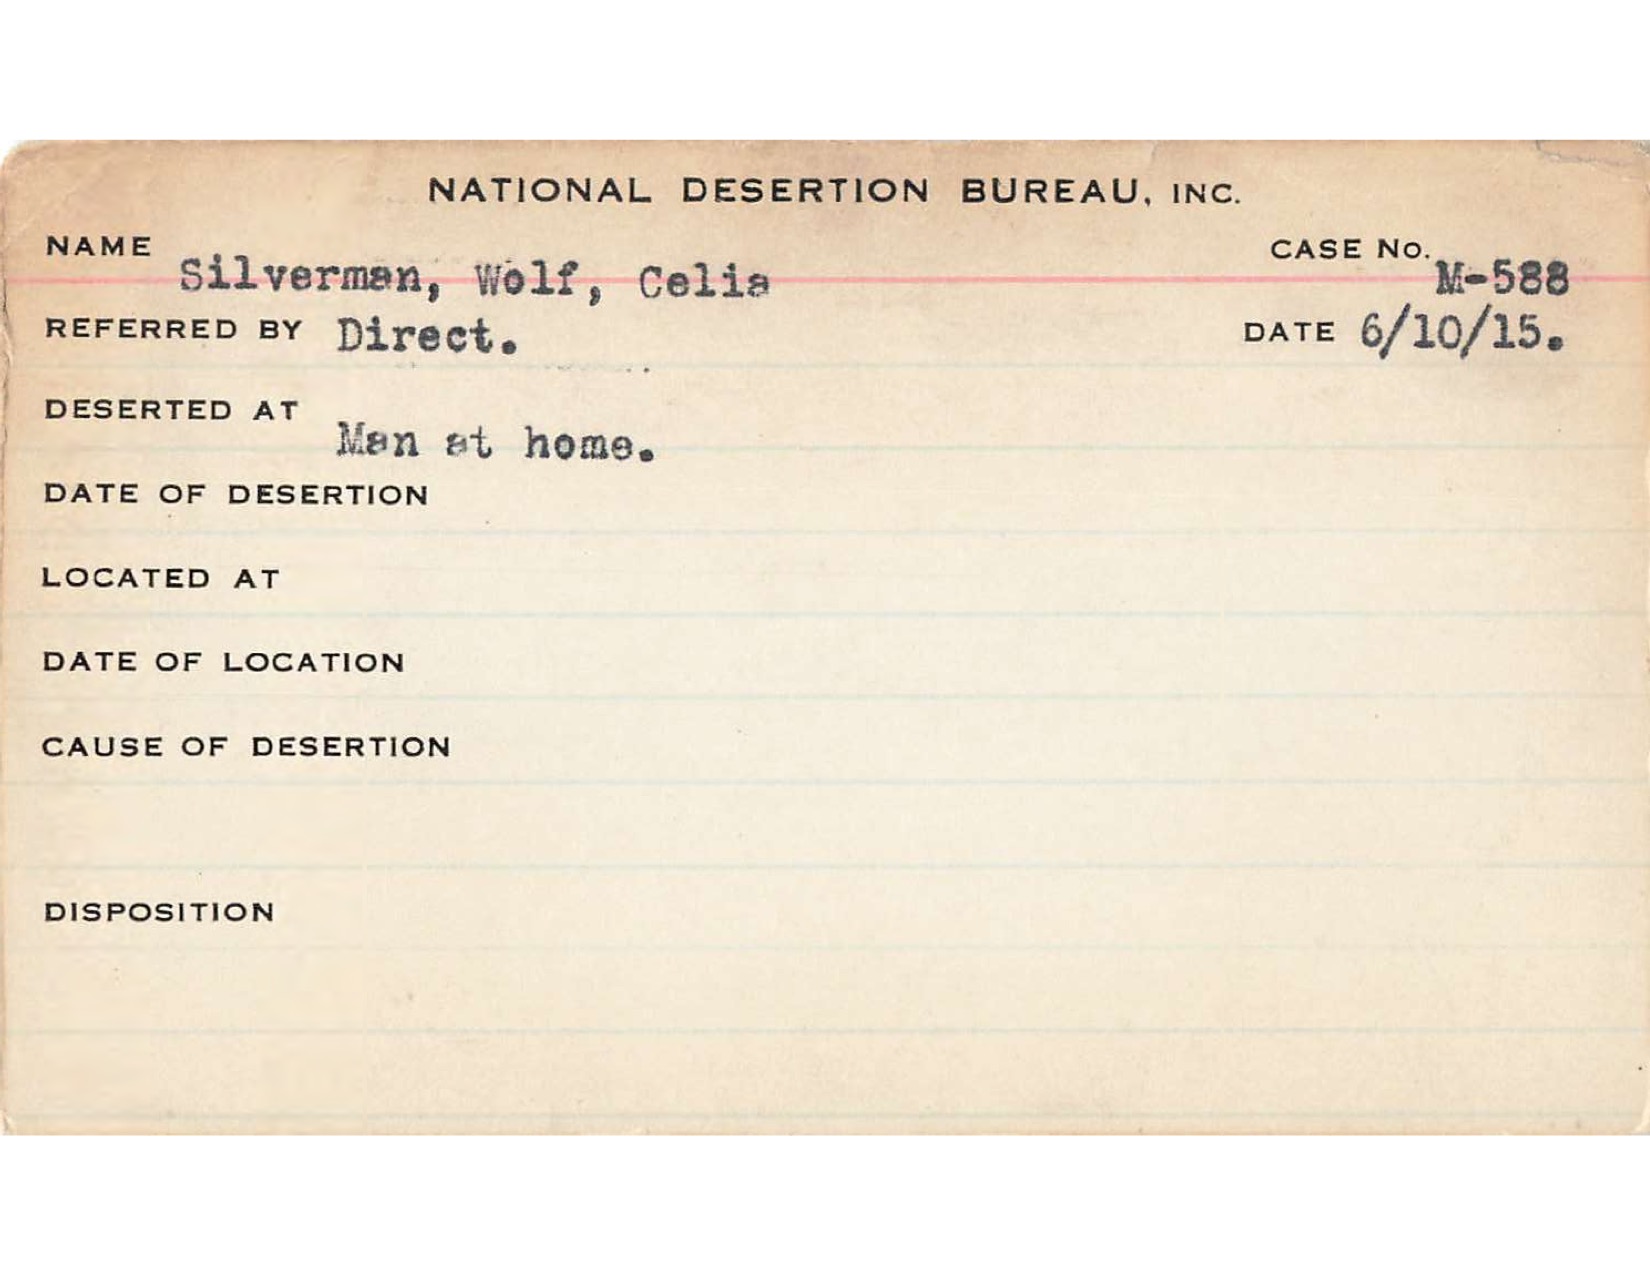 NATIONAL DESERTION BUREAU, INC.
NAME Silverman, Wolf, Celia CASE No. M-588
REFERRED BY Direct. DATE 6/10/15.
DESERTED AT Man at home.
DATE OF DESERTION
LOCATED AT
DATE OF LOCATION
CAUSE OF DESERTION
DISPOSITION